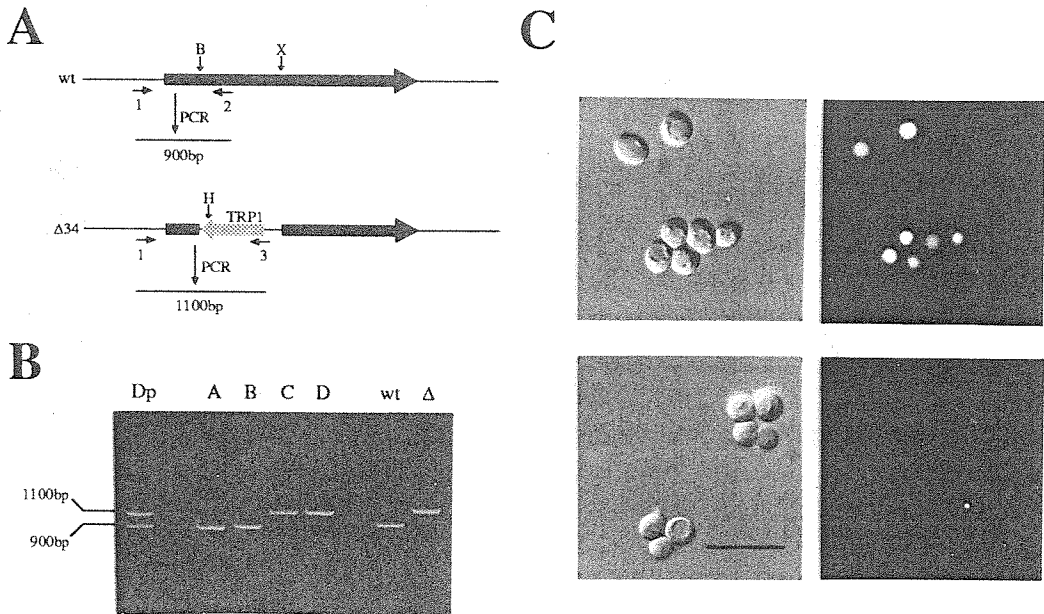 A
B X
wt
1 2
PCR
900bp
H
Δ34 TRP1
1 3
PCR
1100bp
B
Dp A B C D wt Δ
1100bp
900bp
C